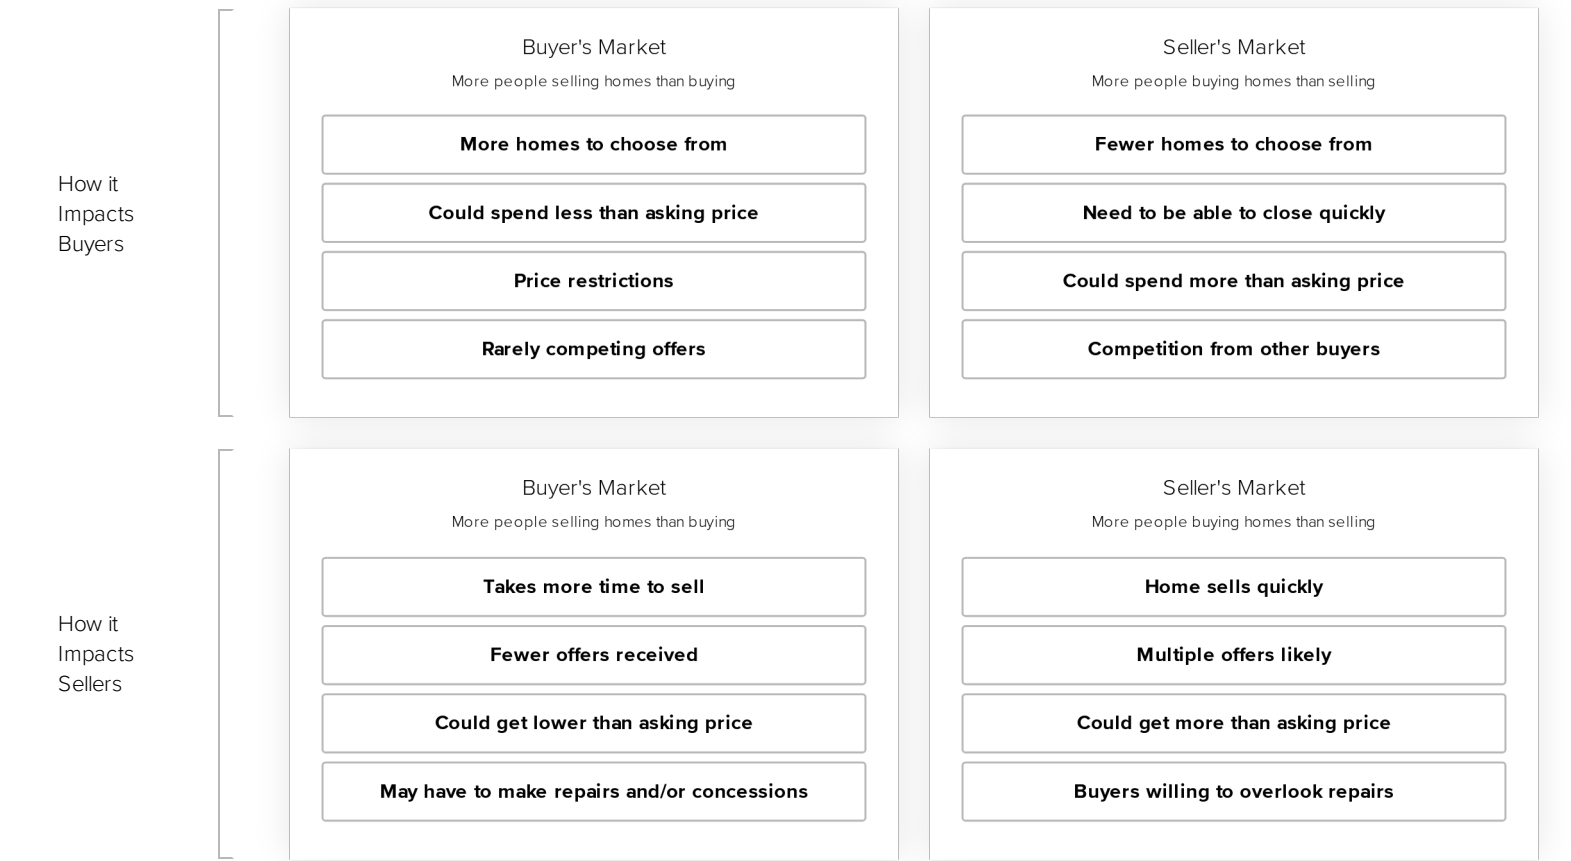 How it
Impacts
Buyers
Buyer's Market
More people selling homes than buying
More homes to choose from
Could spend less than asking price
Price restrictions
Rarely competing offers
Seller's Market
More people buying homes than selling
Fewer homes to choose from
Need to be able to close quickly
Could spend more than asking price
Competition from other buyers
How it
Impacts
Sellers
Buyer's Market
More people selling homes than buying
Takes more time to sell
Fewer offers received
Could get lower than asking price
May have to make repairs and/or concessions
Seller's Market
More people buying homes than selling
Home sells quickly
Multiple offers likely
Could get more than asking price
Buyers willing to overlook repairs